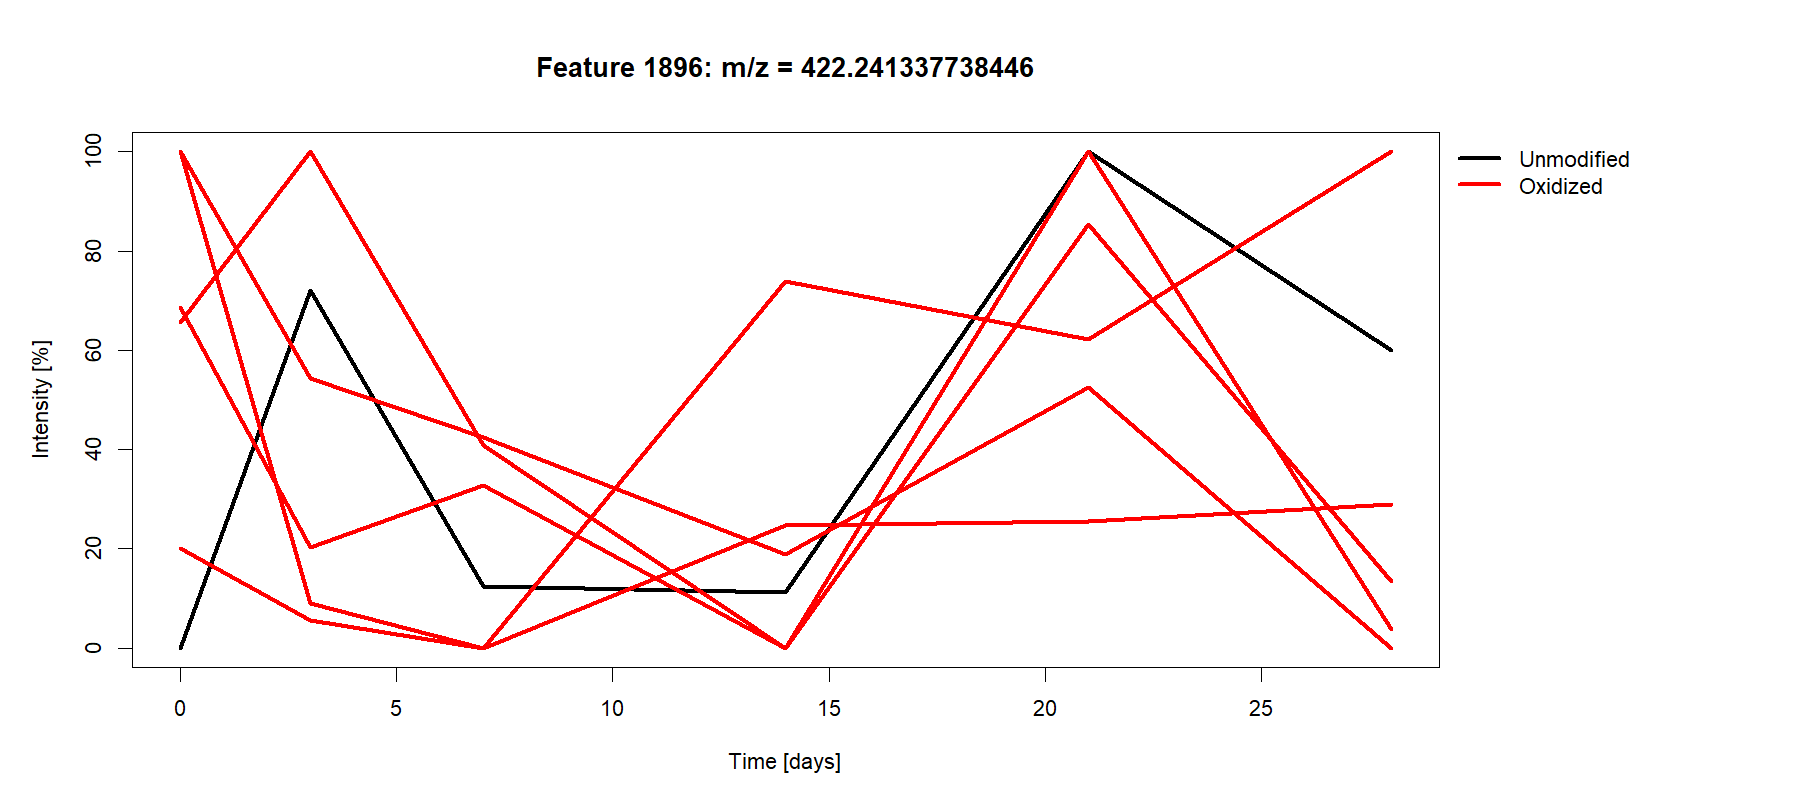 Feature 1896: m/z = 422.241337738446
Unmodified
Oxidized
Intensity [%]
100
80
60
40
20
0
0 5 10 15 20 25
Time [days]